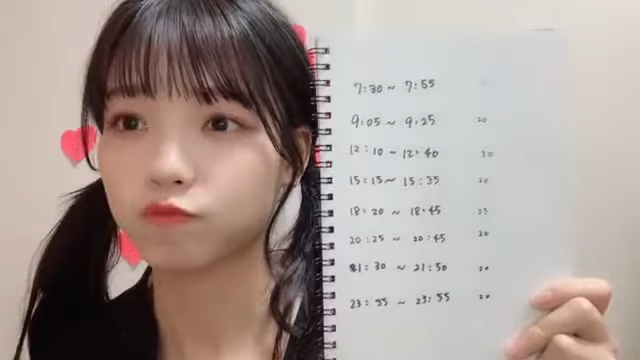 7:30 ~ 7:55
9:05 ~ 9:25 20
12:10 ~ 12:40 30
15:15 ~ 15:35 20
18:20 ~ 18:45 25
20:25 ~ 20:45 20
21:30 ~ 21:50 20
23:35 ~ 23:55 20